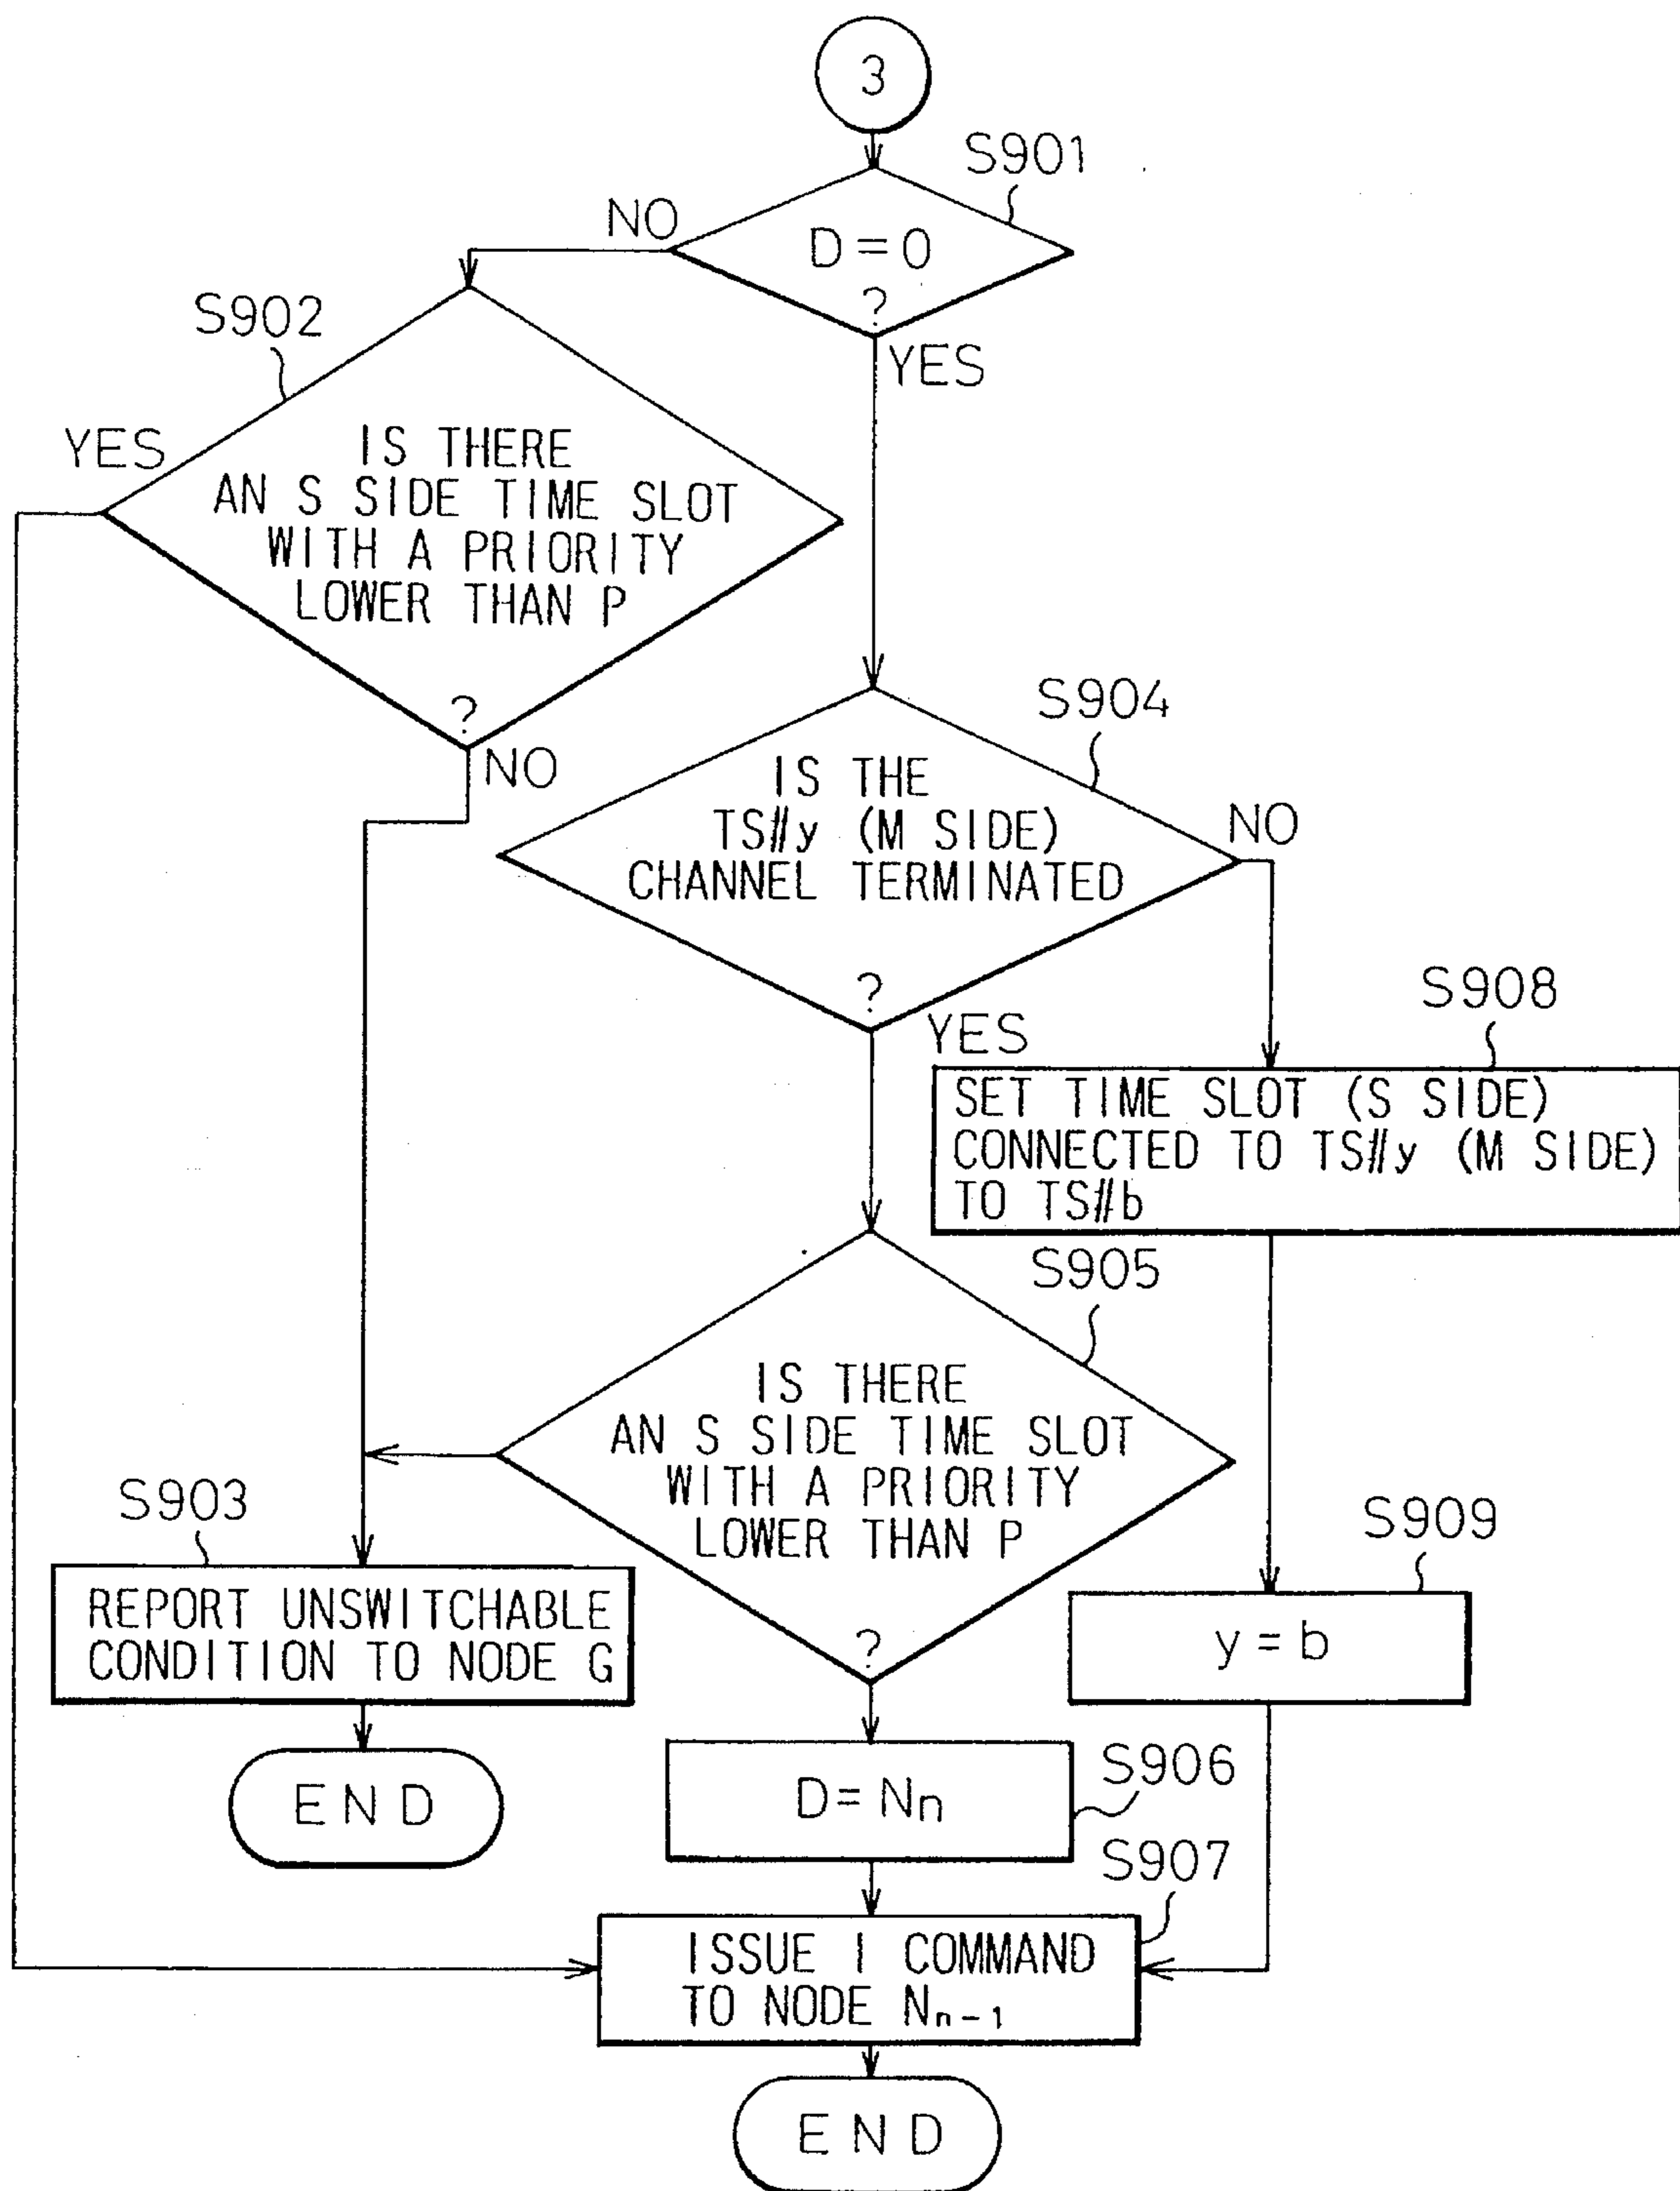 3
S901
NO
D=0
?
YES
S902
YES
IS THERE
AN S SIDE TIME SLOT
WITH A PRIORITY
LOWER THAN P
?
NO
S904
IS THE
TS#y (M SIDE)
CHANNEL TERMINATED
?
NO
YES
S908
SET TIME SLOT (S SIDE)
CONNECTED TO TS#y (M SIDE)
TO TS#b
S905
IS THERE
AN S SIDE TIME SLOT
WITH A PRIORITY
LOWER THAN P
?
S903
REPORT UNSWITCHABLE
CONDITION TO NODE G
END
S909
y=b
S906
D=Nn
S907
ISSUE I COMMAND
TO NODE Nn-1
END